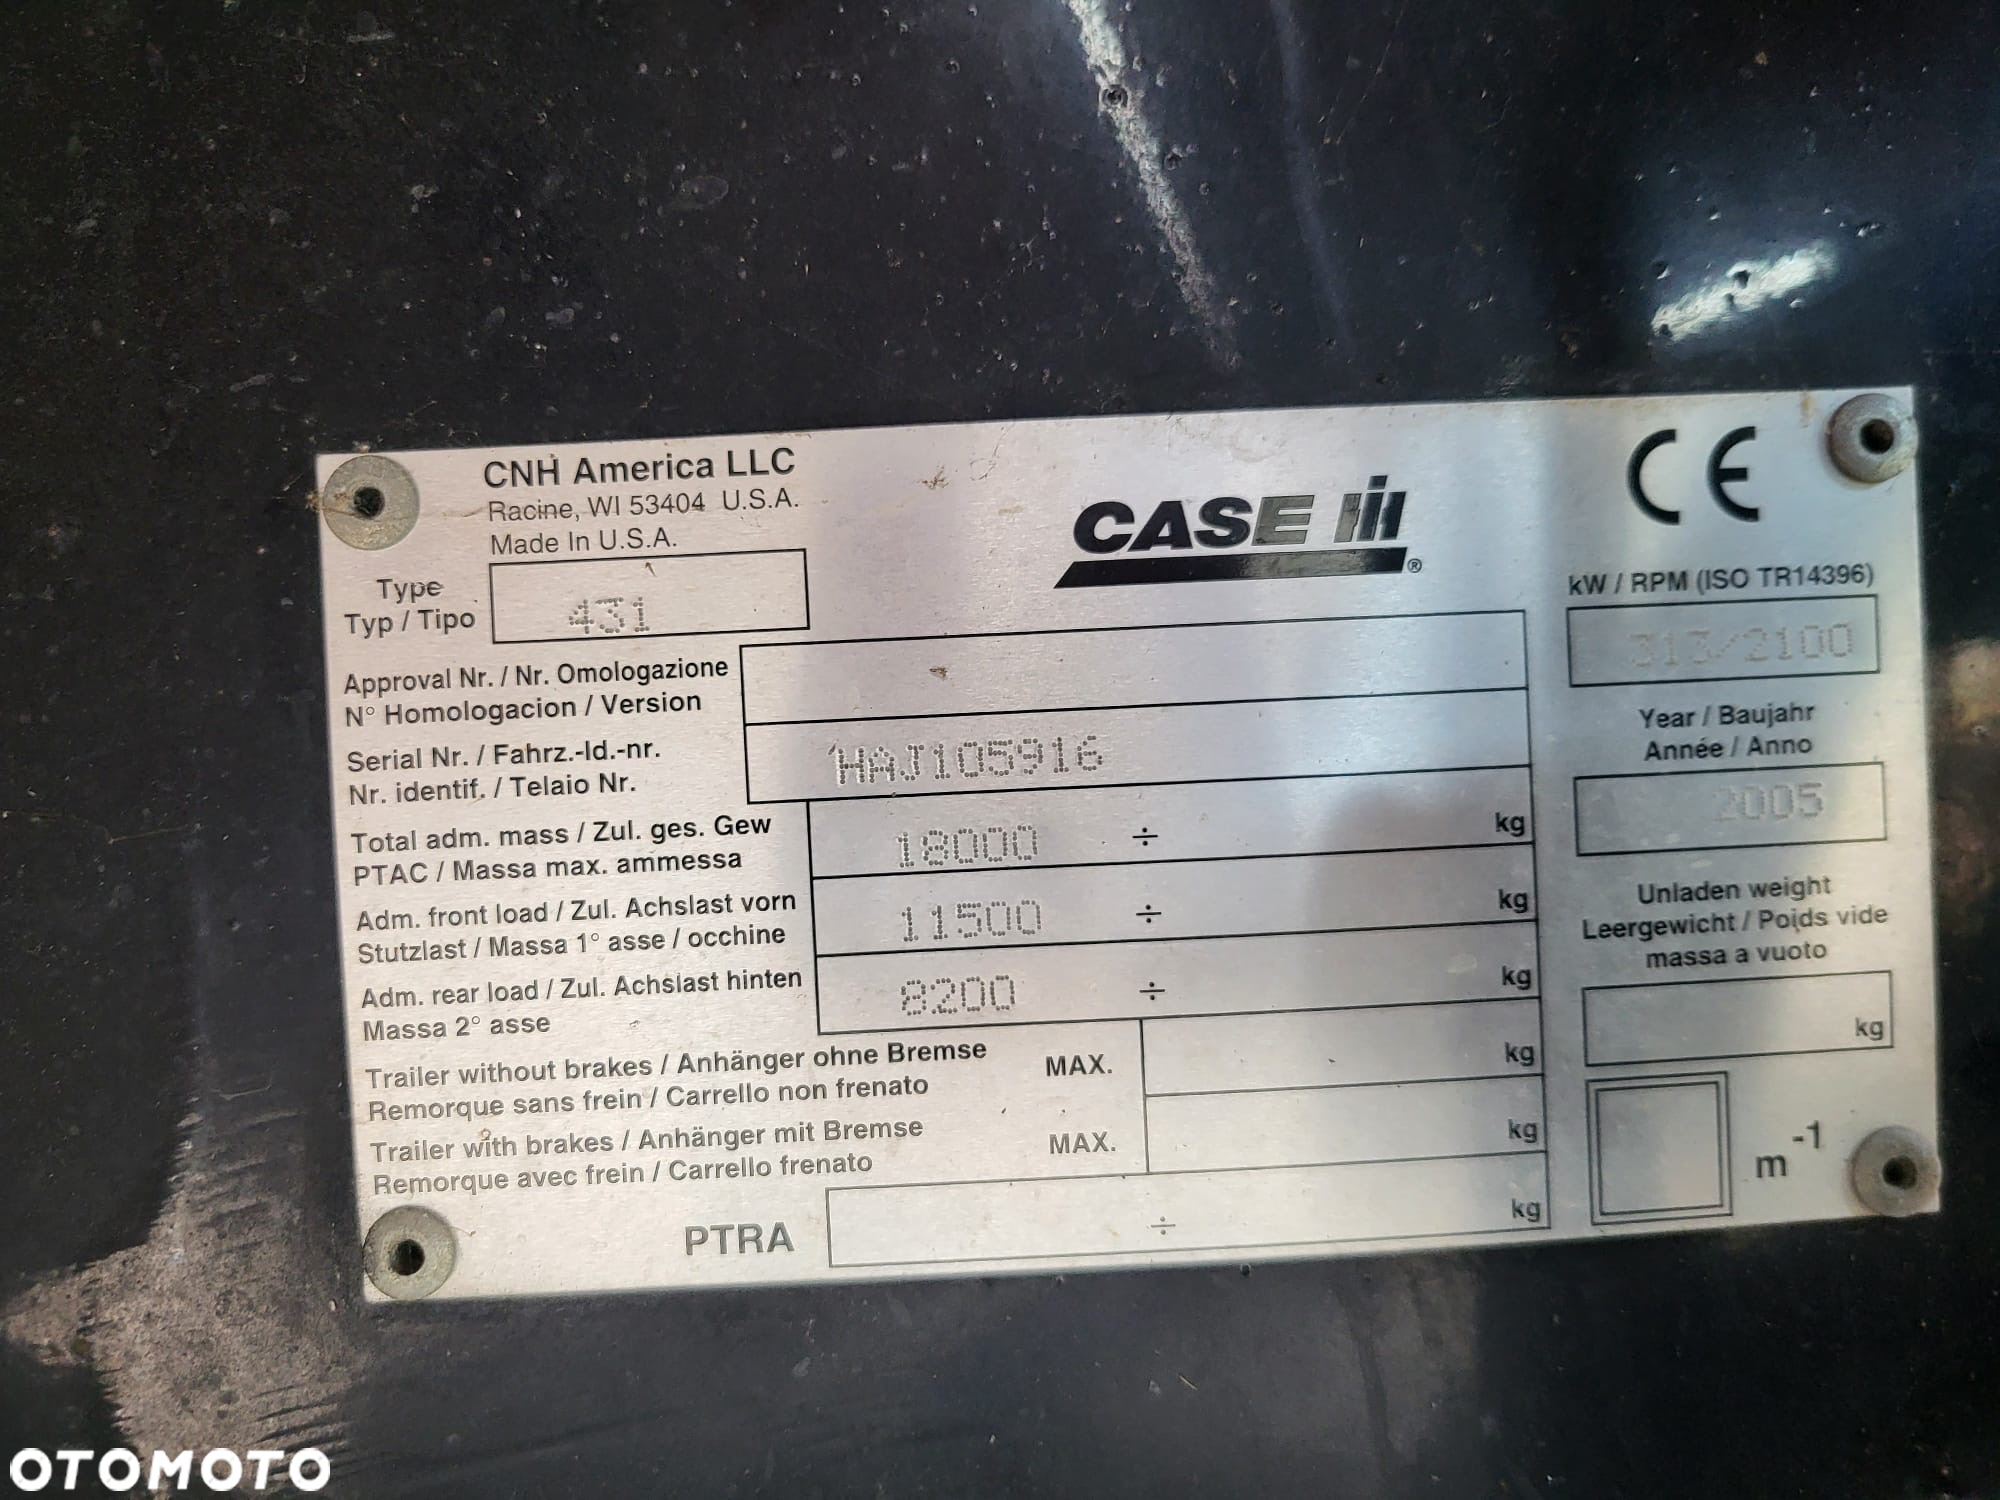 CNH America LLC
Racine, WI 53404 U.S.A.
Made In U.S.A.
CASE IH ®
CE
Type
Typ / Tipo
431
kW / RPM (ISO TR14396)
313/2100
Approval Nr. / Nr. Omologazione
N° Homologacion / Version
Year / Baujahr
Année / Anno
2005
Serial Nr. / Fahrz.-Id.-nr.
Nr. identif. / Telaio Nr.
HAJ105916
Total adm. mass / Zul. ges. Gew
PTAC / Massa max. ammessa
18000 ÷ kg
Adm. front load / Zul. Achslast vorn
Stutzlast / Massa 1° asse / occhine
11500 ÷ kg
Adm. rear load / Zul. Achslast hinten
Massa 2° asse
8200 ÷ kg
Unladen weight
Leergewicht / Poids vide
massa a vuoto
kg
Trailer without brakes / Anhänger ohne Bremse
Remorque sans frein / Carrello non frenato
MAX. kg
Trailer with brakes / Anhänger mit Bremse
Remorque avec frein / Carrello frenato
MAX. kg
PTRA ÷ kg
m -1
OTOMOTO